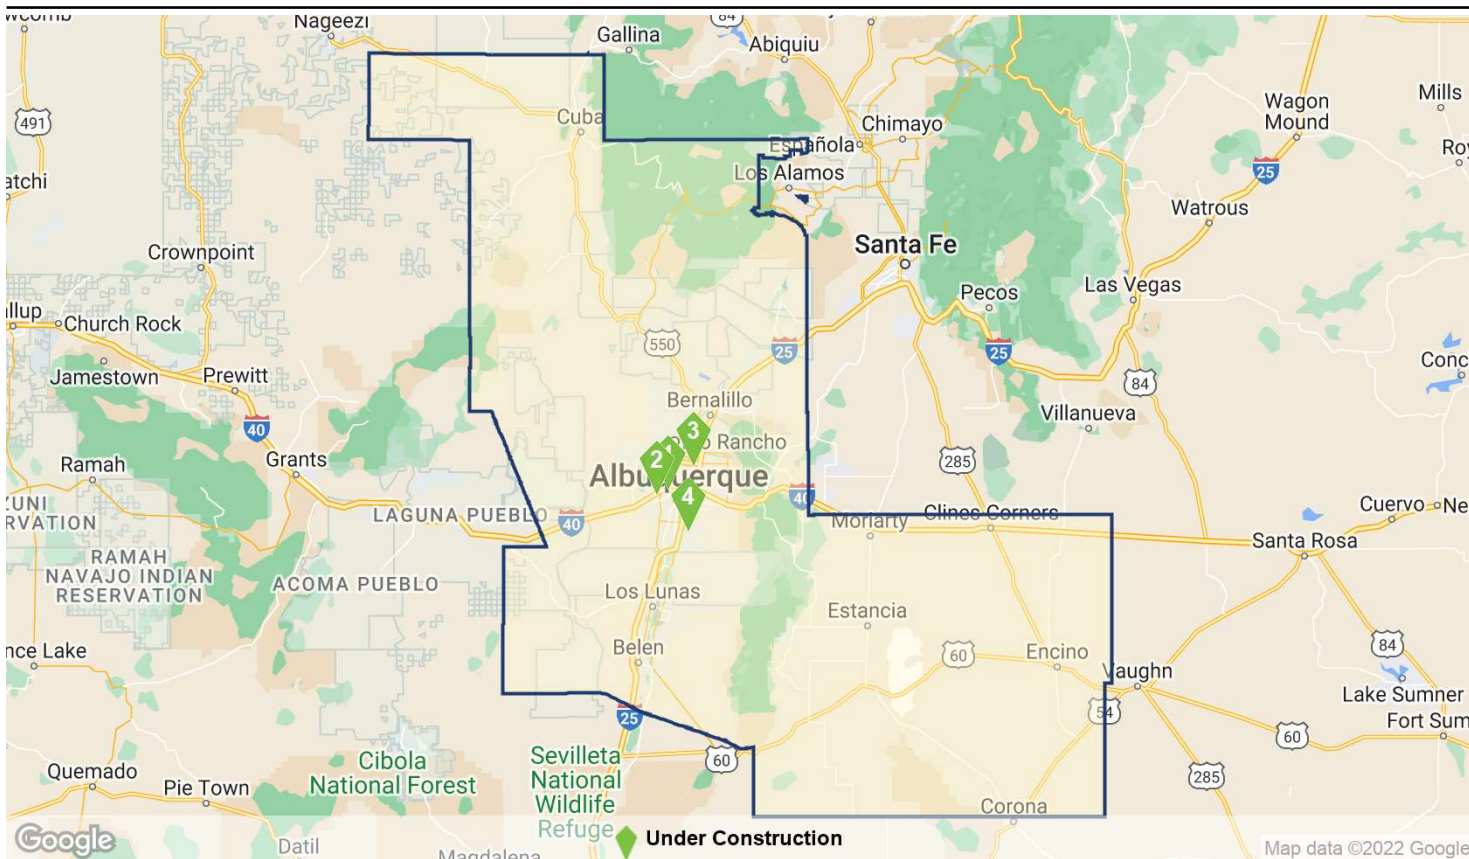 Nageezi
84
Gallina
Abiquiu
Mills
Wagon
Mound
491
Cuba
Chimayo
Española
Los Alamos
25
Watrous
Santa Fe
Crownpoint
Pecos
Las Vegas
Church Rock
550
25
25
Jamestown
Prewitt
84
Bernalillo
Villanueva
40
3
Grants
2
Albuquerque
285
Ramah
4
40
LAGUNA PUEBLO
40
Moriarty
Clines Corners
Cuervo
Santa Rosa
RAMAH
NAVAJO INDIAN
RESERVATION
ACOMA PUEBLO
Los Lunas
Estancia
Belen
60
Encino
84
Vaughn
Lake Sumner
25
54
60
60
Cibola
National Forest
Sevilleta
National
Wildlife
Refuge
Quemado
Pie Town
285
Corona
Google
Datil
Under Construction
Map data ©2022 Google